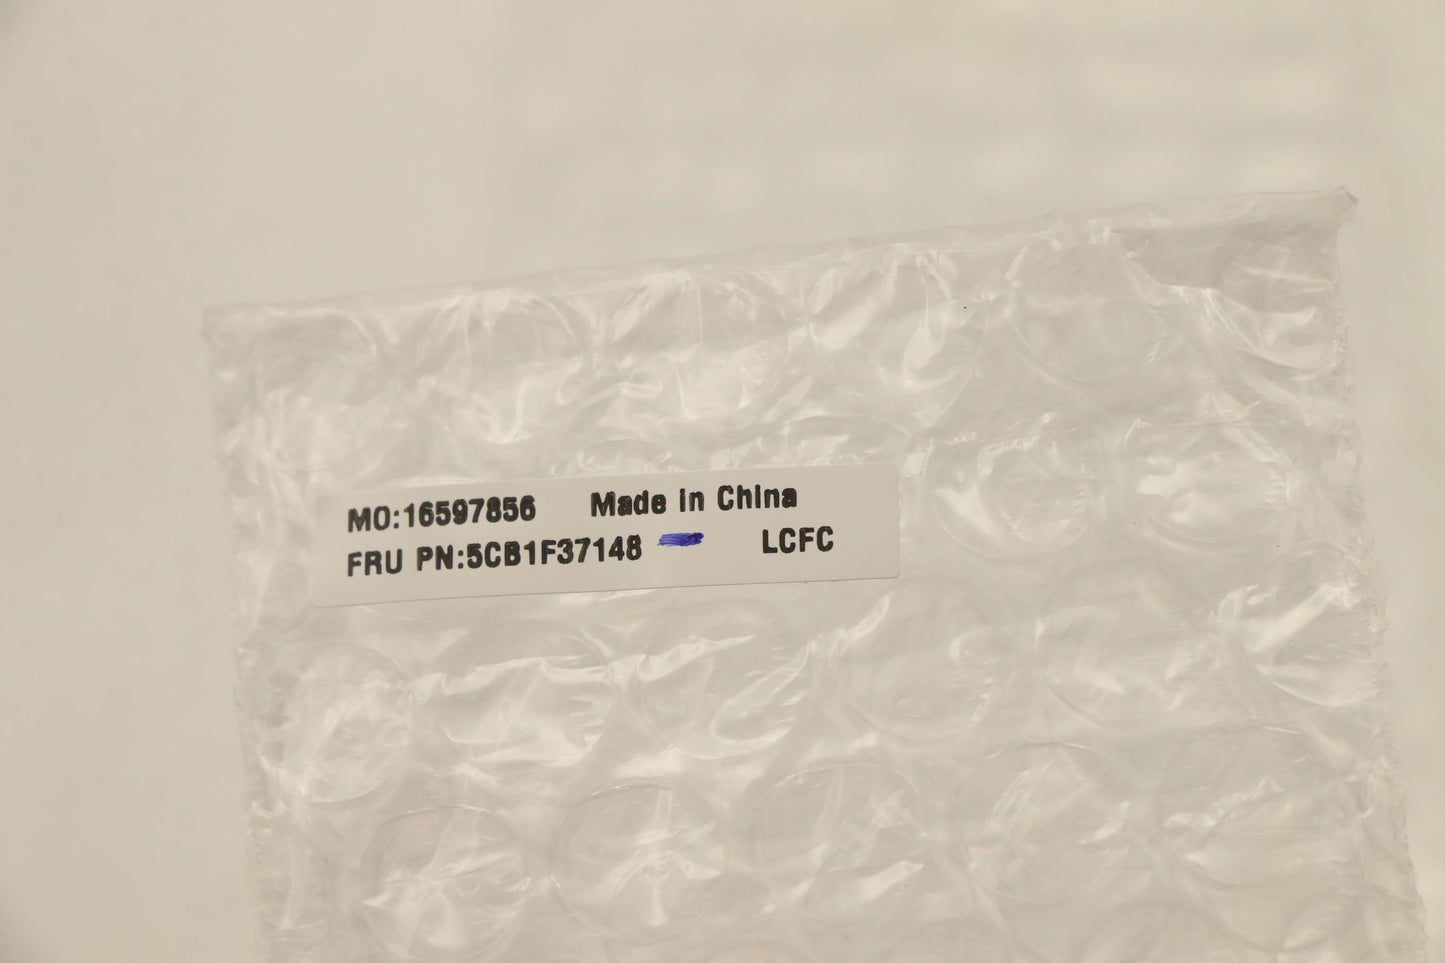 MO:16597856 Made in China
FRU PN:5CB1F37148 LCFC